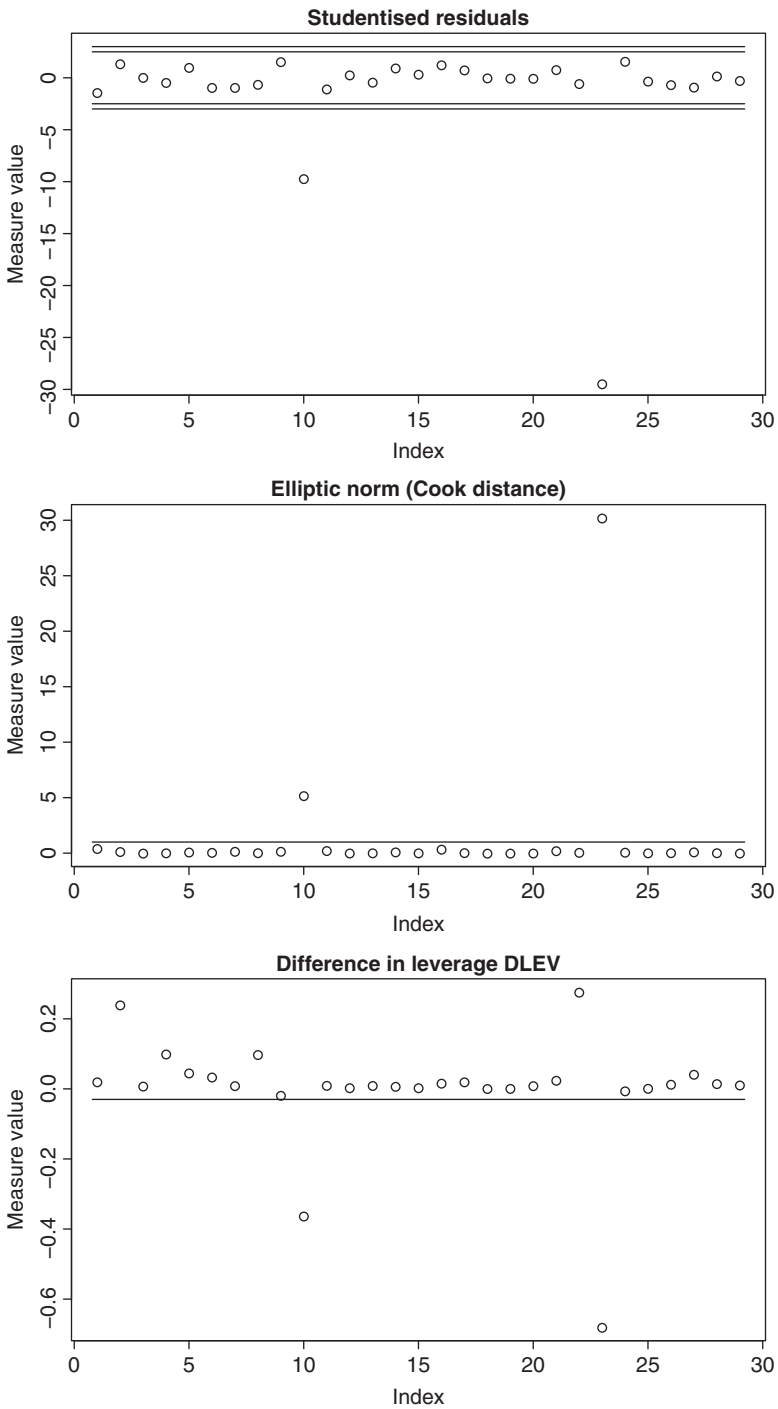 Studentised residuals
Measure value
0
−5
−10
−15
−20
−25
−30
0 5 10 15 20 25 30
Index
Elliptic norm (Cook distance)
Measure value
30
25
20
15
10
5
0
0 5 10 15 20 25 30
Index
Difference in leverage DLEV
Measure value
0.2
0.0
−0.2
−0.4
−0.6
0 5 10 15 20 25 30
Index